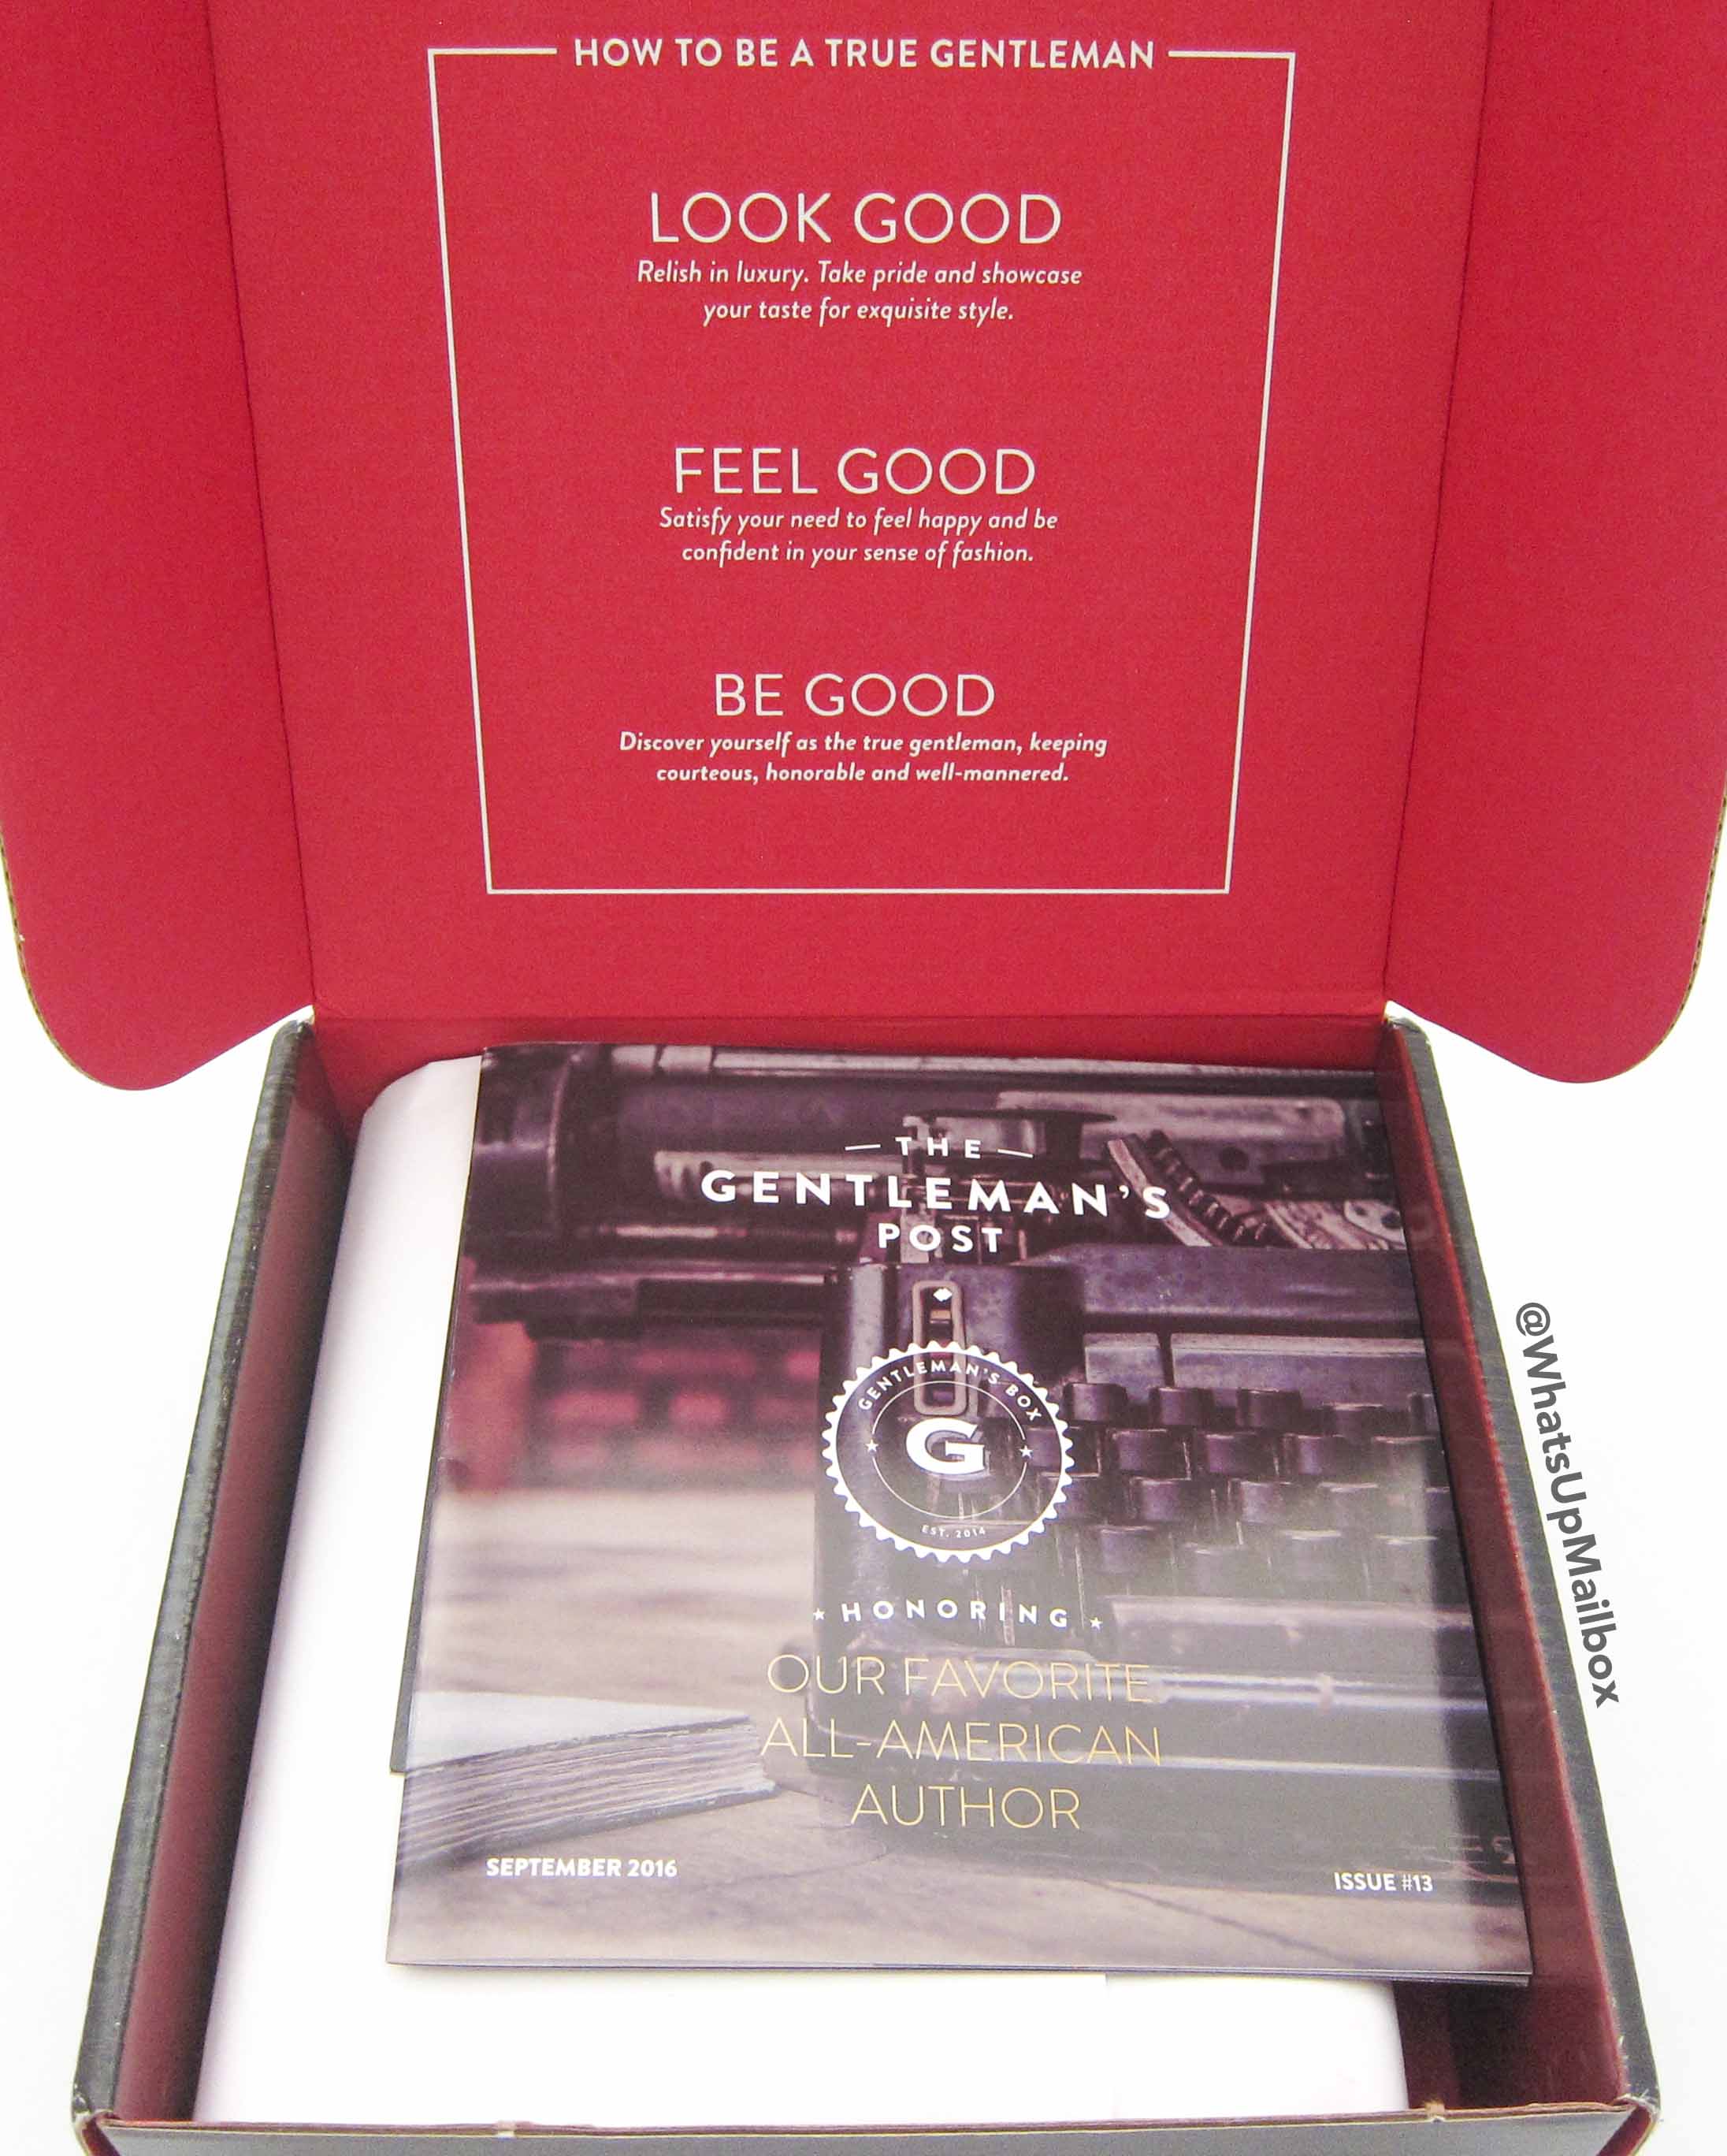 HOW TO BE A TRUE GENTLEMAN
LOOK GOOD
Relish in luxury. Take pride and showcase
your taste for exquisite style.
FEEL GOOD
Satisfy your need to feel happy and be
confident in your sense of fashion.
BE GOOD
Discover yourself as the true gentleman, keeping
courteous, honorable and well-mannered.
THE
GENTLEMAN'S
POST
GENTLEMAN'S BOX
G
EST. 2014
HONORING
OUR FAVORITE
ALL-AMERICAN
AUTHOR
SEPTEMBER 2016
ISSUE #13
@WhatsUpMailbox